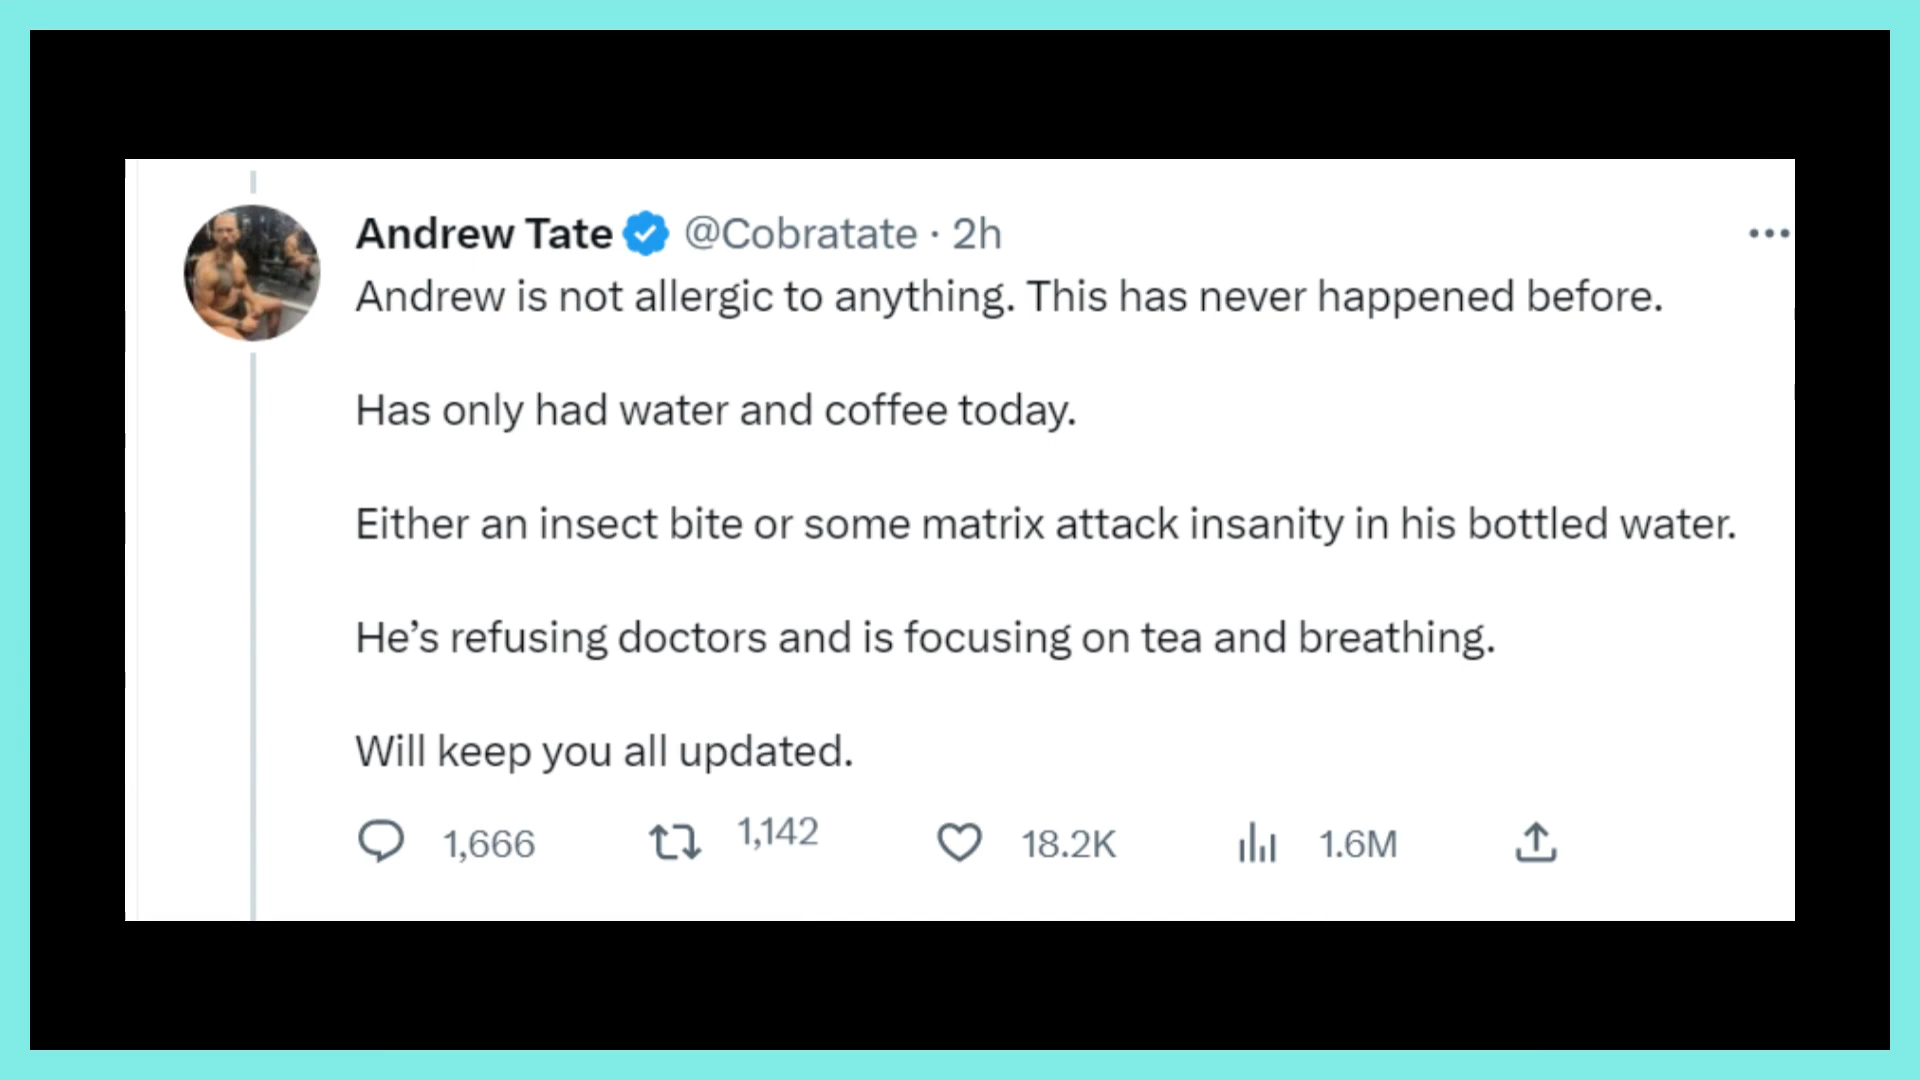 Andrew Tate @Cobratate · 2h
Andrew is not allergic to anything. This has never happened before.
Has only had water and coffee today.
Either an insect bite or some matrix attack insanity in his bottled water.
He’s refusing doctors and is focusing on tea and breathing.
Will keep you all updated.
1,666 1,142 18.2K 1.6M